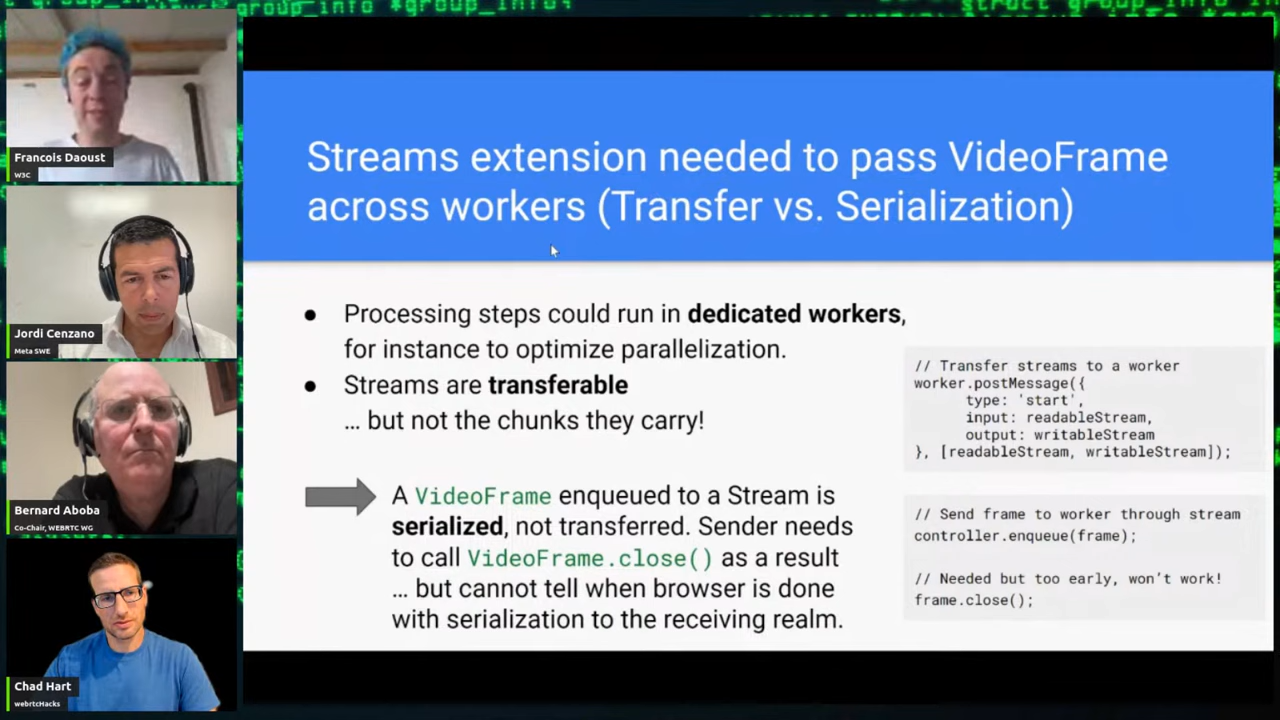 struct group_info *group_info;
Francois Daoust
W3C
Jordi Cenzano
Meta SWE
Bernard Aboba
Co-Chair, WEBRTC WG
Chad Hart
webrtcHacks
Streams extension needed to pass VideoFrame
across workers (Transfer vs. Serialization)
● Processing steps could run in dedicated workers,
for instance to optimize parallelization.
● Streams are transferable
… but not the chunks they carry!
A VideoFrame enqueued to a Stream is
serialized, not transferred. Sender needs
to call VideoFrame.close() as a result
… but cannot tell when browser is done
with serialization to the receiving realm.
// Transfer streams to a worker
worker.postMessage({
type: 'start',
input: readableStream,
output: writableStream
}, [readableStream, writableStream]);
// Send frame to worker through stream
controller.enqueue(frame);
// Needed but too early, won't work!
frame.close();